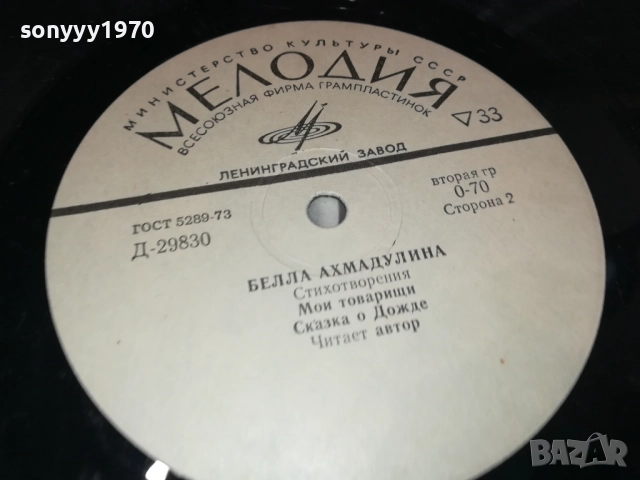 sonyyy1970
МИНИСТЕРСТВО КУЛЬТУРЫ СССР
МЕЛОДИЯ
ВСЕСОЮЗНАЯ ФИРМА ГРАМПЛАСТИНОК
33
ЛЕНИНГРАДСКИЙ ЗАВОД
ГОСТ 5289-73
Д-29830
вторая гр
0-70
Сторона 2
БЕЛЛА АХМАДУЛИНА
Стихотворения
Мои товарищи
Сказка о Дожде
Читает автор
BAZAR